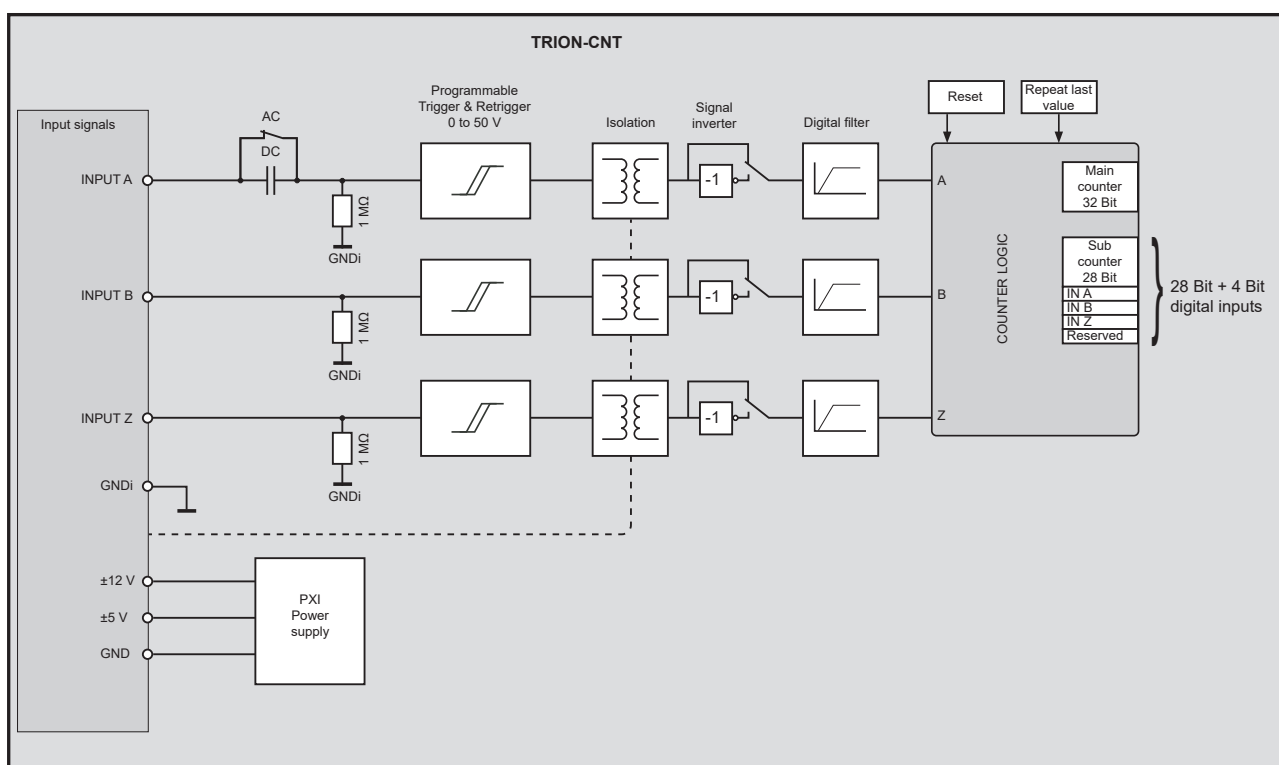 TRION-CNT
Input signals
AC
DC
Programmable
Trigger & Retrigger
0 to 50 V
Isolation
Signal
inverter
Digital filter
Reset
Repeat last
value
INPUT A
1 MΩ
GNDi
-1
A
Main
counter
32 Bit
INPUT B
1 MΩ
GNDi
-1
B
COUNTER LOGIC
Sub
counter
28 Bit
IN A
IN B
IN Z
Reserved
28 Bit + 4 Bit
digital inputs
INPUT Z
1 MΩ
GNDi
-1
Z
GNDi
±12 V
±5 V
GND
PXI
Power
supply